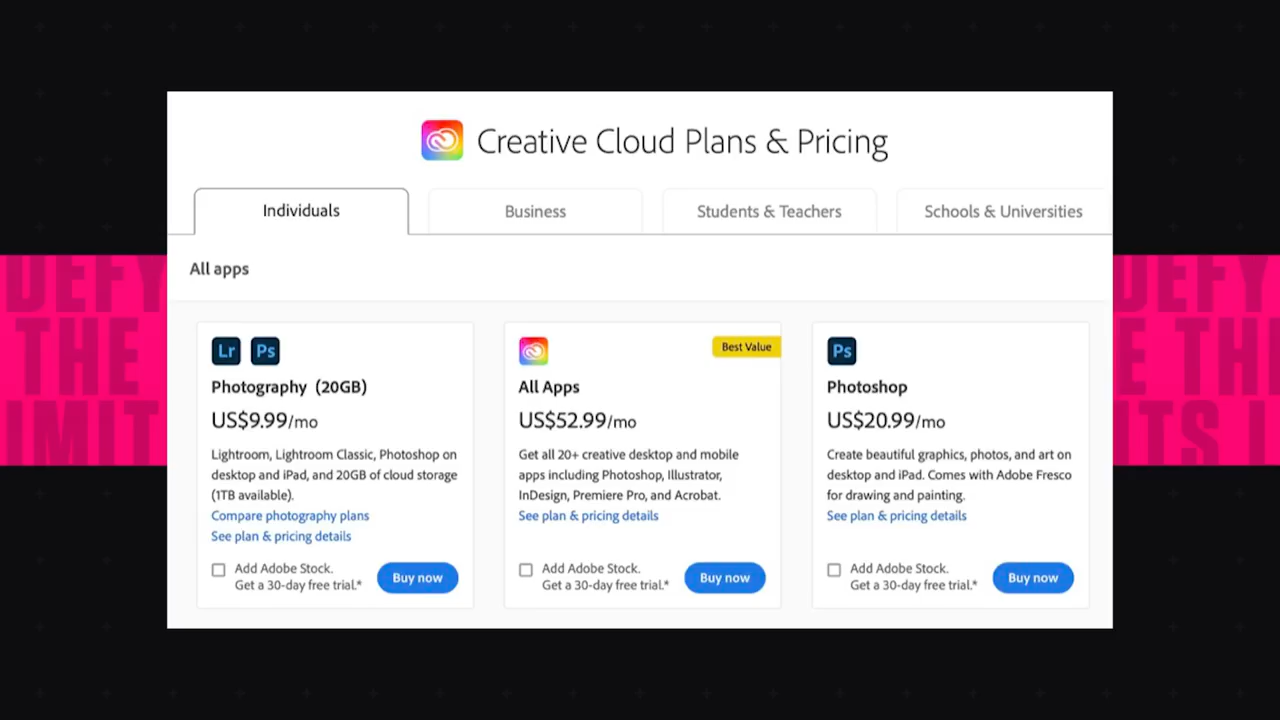 Creative Cloud Plans & Pricing
Individuals
Business
Students & Teachers
Schools & Universities
All apps
Lr Ps
Photography (20GB)
US$9.99/mo
Lightroom, Lightroom Classic, Photoshop on
desktop and iPad, and 20GB of cloud storage
(1TB available).
Compare photography plans
See plan & pricing details
Add Adobe Stock.
Get a 30-day free trial.*
Buy now
Best Value
All Apps
US$52.99/mo
Get all 20+ creative desktop and mobile
apps including Photoshop, Illustrator,
InDesign, Premiere Pro, and Acrobat.
See plan & pricing details
Add Adobe Stock.
Get a 30-day free trial.*
Buy now
Ps
Photoshop
US$20.99/mo
Create beautiful graphics, photos, and art on
desktop and iPad. Comes with Adobe Fresco
for drawing and painting.
See plan & pricing details
Add Adobe Stock.
Get a 30-day free trial.*
Buy now
DEFY
THE
IMIT
DEFY
E THE
ITS